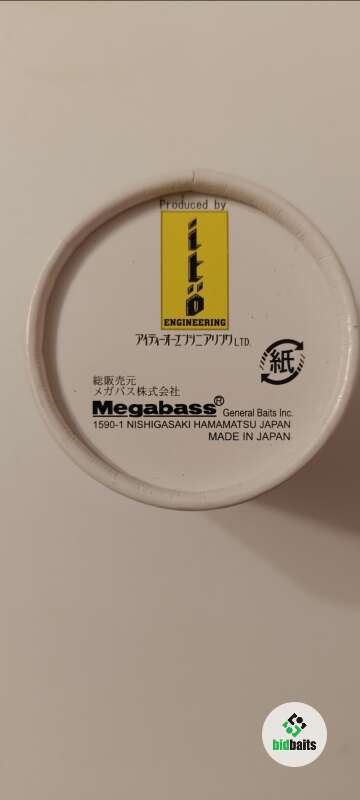 Produced by
itö
ENGINEERING
アイティーオーエンジニアリングLTD.
紙
総販売元
メガバス株式会社
Megabass® General Baits Inc.
1590-1 NISHIGASAKI HAMAMATSU JAPAN
MADE IN JAPAN
bidbaits